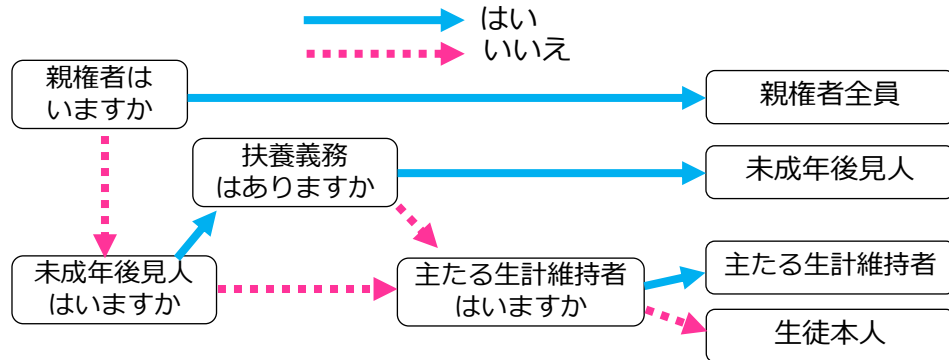 はい
いいえ
親権者は
いますか
親権者全員
扶養義務
はありますか
未成年後見人
未成年後見人
はいますか
主たる生計維持者
はいますか
主たる生計維持者
生徒本人